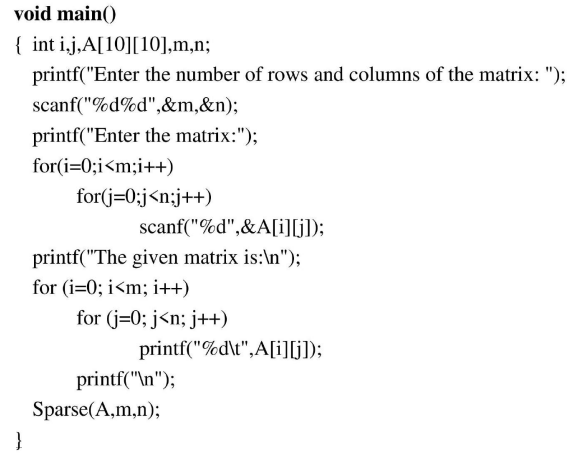 void main()
{ int i,j,A[10][10],m,n;
printf("Enter the number of rows and columns of the matrix: ");
scanf("%d%d",&m,&n);
printf("Enter the matrix:");
for(i=0;i<m;i++)
for(j=0;j<n;j++)
scanf("%d",&A[i][j]);
printf("The given matrix is:\n");
for (i=0; i<m; i++)
for (j=0; j<n; j++)
printf("%d\t",A[i][j]);
printf("\n");
Sparse(A,m,n);
}